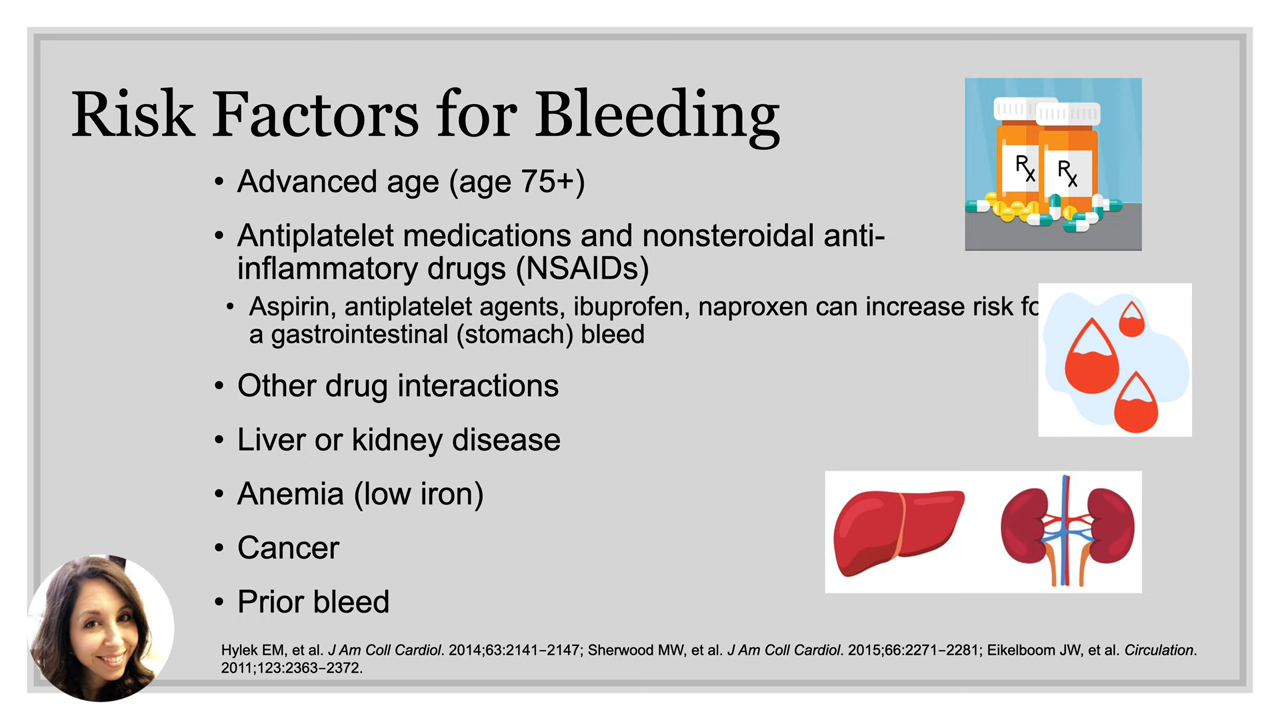 Risk Factors for Bleeding
• Advanced age (age 75+)
• Antiplatelet medications and nonsteroidal anti-
inflammatory drugs (NSAIDs)
• Aspirin, antiplatelet agents, ibuprofen, naproxen can increase risk
a gastrointestinal (stomach) bleed
• Other drug interactions
• Liver or kidney disease
• Anemia (low iron)
• Cancer
• Prior bleed
Rx
Rx
Hylek EM, et al. J Am Coll Cardiol. 2014;63:2141–2147; Sherwood MW, et al. J Am Coll Cardiol. 2015;66:2271–2281; Eikelboom JW, et al. Circulation.
2011;123:2363–2372.